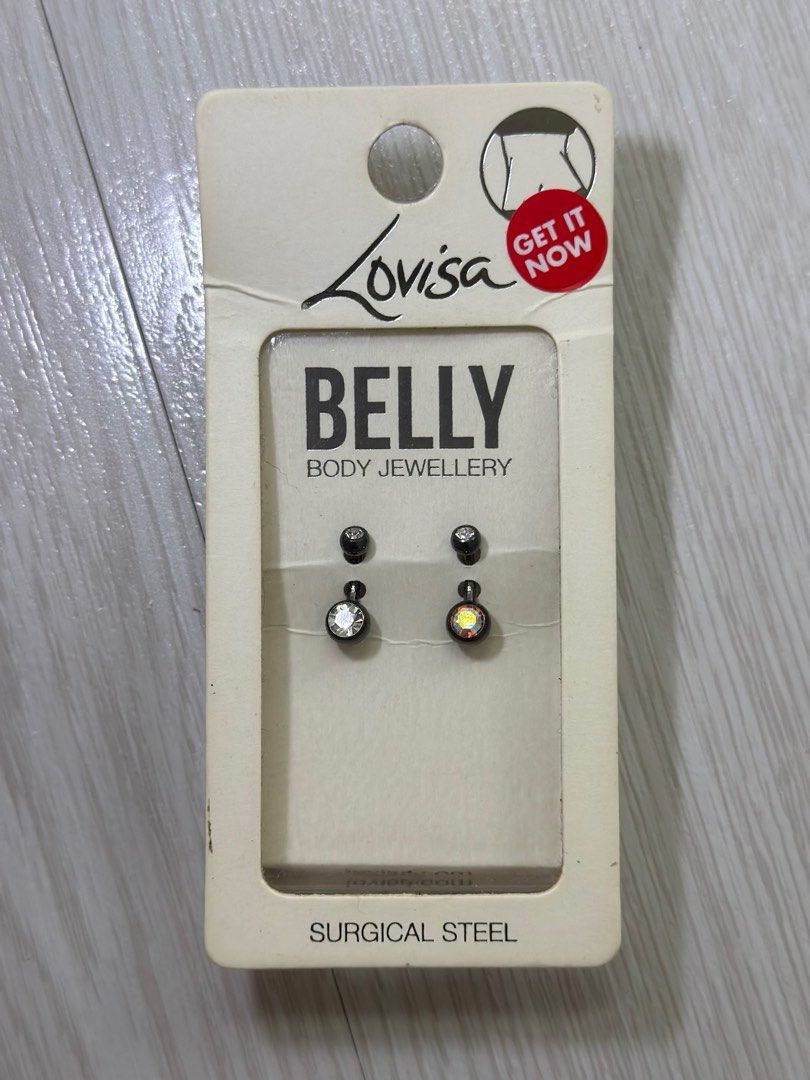 Lovisa
GET IT
NOW
BELLY
BODY JEWELLERY
SURGICAL STEEL